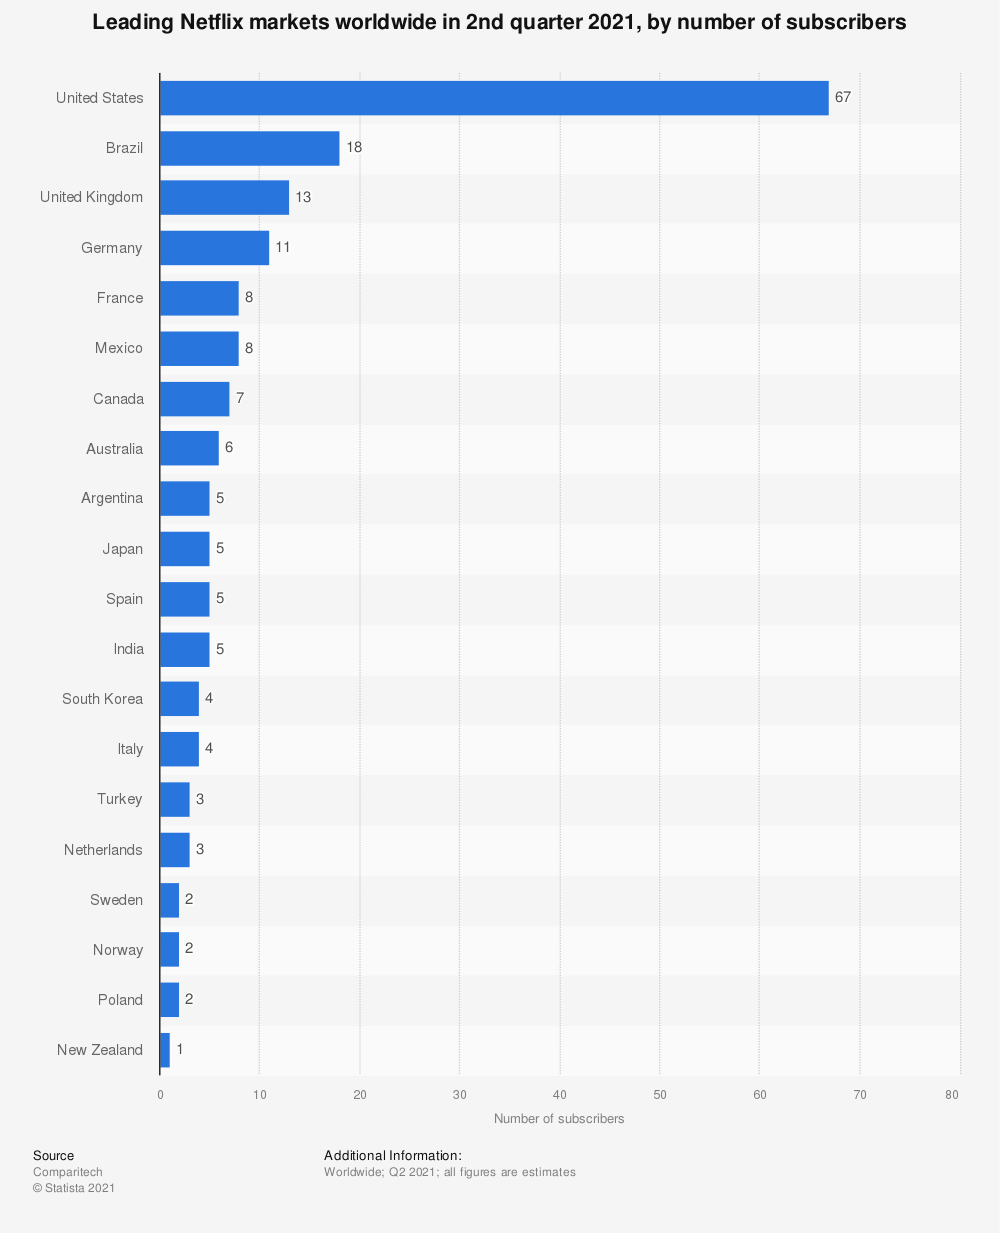 Leading Netflix markets worldwide in 2nd quarter 2021, by number of subscribers
United States 67
Brazil 18
United Kingdom 13
Germany 11
France 8
Mexico 8
Canada 7
Australia 6
Argentina 5
Japan 5
Spain 5
India 5
South Korea 4
Italy 4
Turkey 3
Netherlands 3
Sweden 2
Norway 2
Poland 2
New Zealand 1
0 10 20 30 40 50 60 70 80
Number of subscribers
Source
Comparitech
© Statista 2021
Additional Information:
Worldwide; Q2 2021; all figures are estimates